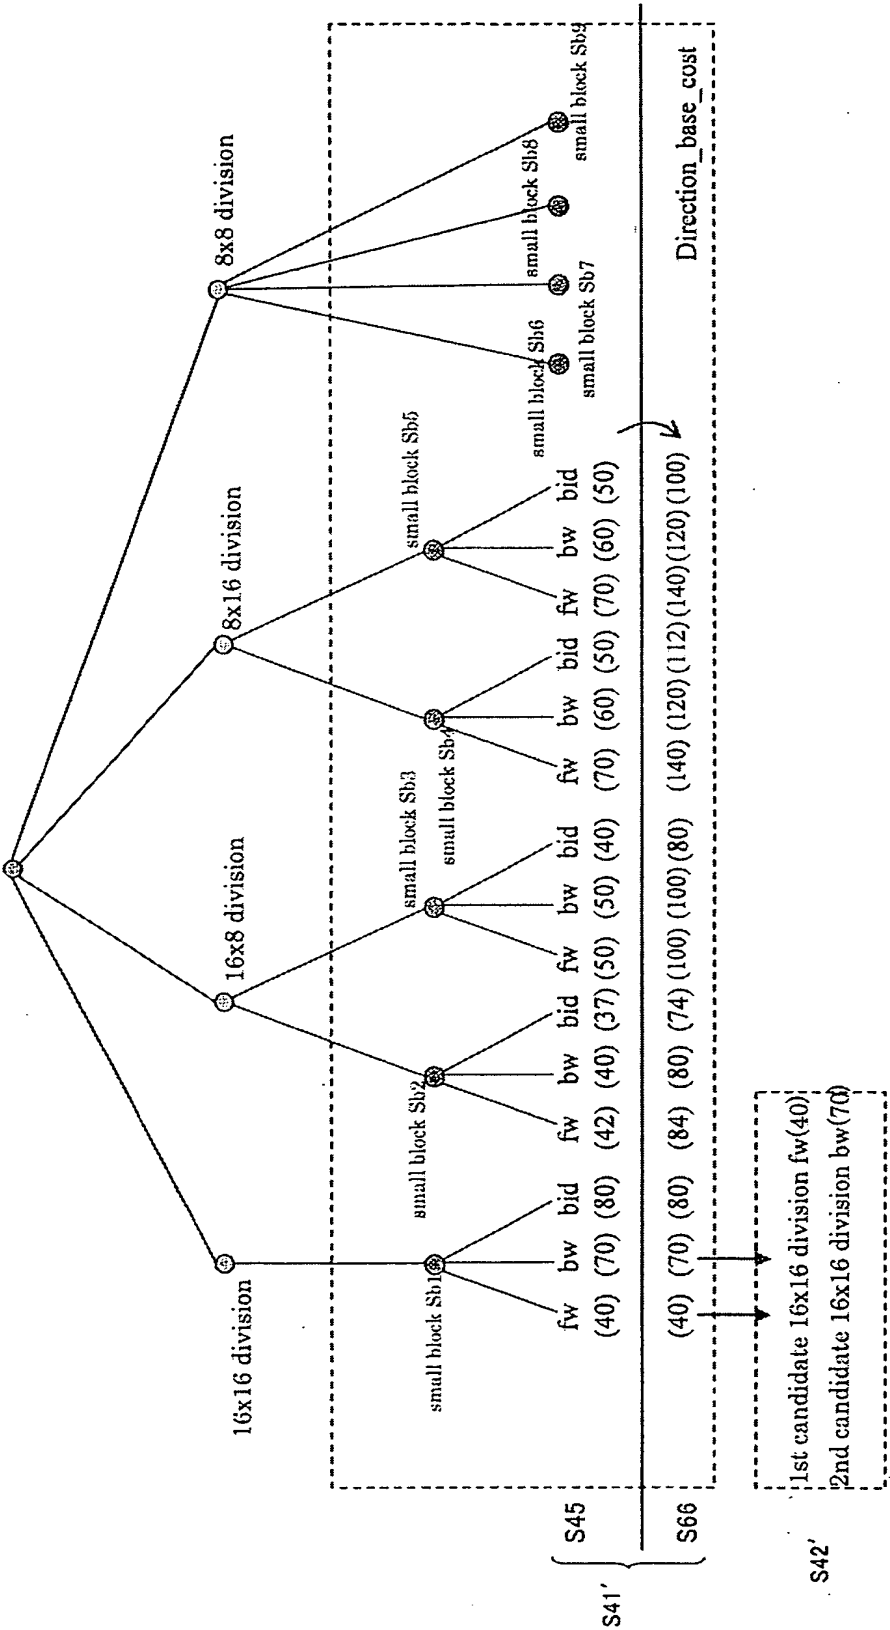 16x16 division
16x8 division
8x16 division
8x8 division
small block Sb1
small block Sb2
small block Sb3
small block Sb4
small block Sb5
small block Sb6
small block Sb7
small block Sb8
small block Sb9
fw bw bid fw bw bid fw bw bid fw bw bid fw bw bid
S45 (40) (70) (80) (42) (40) (37) (50) (50) (40) (70) (60) (50) (70) (60) (50)
S41'
S66 (40) (70) (80) (84) (80) (74) (100) (100) (80) (140) (120) (112) (140) (120) (100) Direction_base_cost
S42'
1st candidate 16x16 division fw(40)
2nd candidate 16x16 division bw(70)